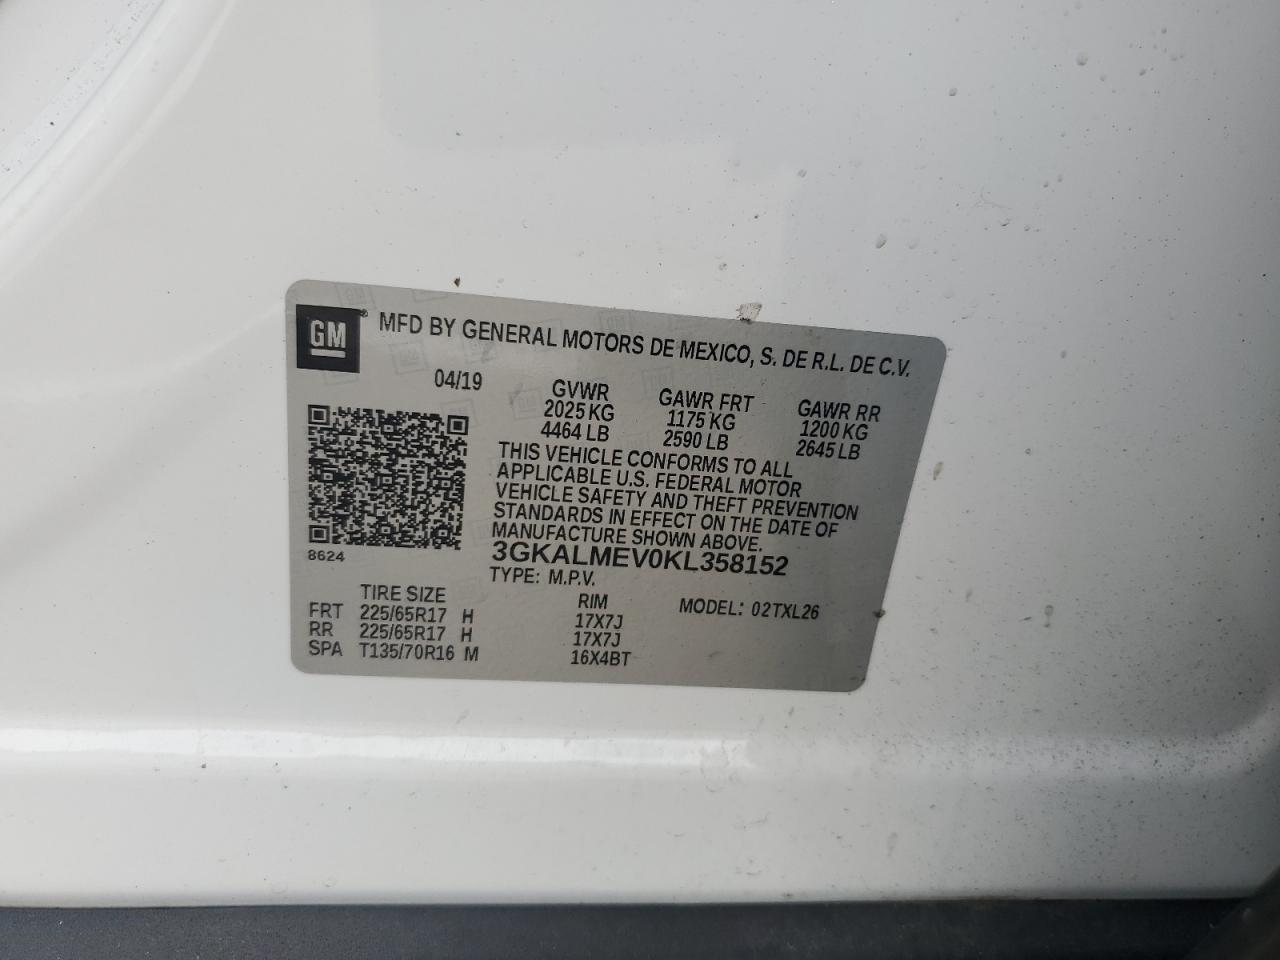 GM® MFD BY GENERAL MOTORS DE MEXICO, S. DE R.L. DE C.V.
04/19 GVWR GAWR FRT GAWR RR
2025 KG 1175 KG 1200 KG
4464 LB 2590 LB 2645 LB
THIS VEHICLE CONFORMS TO ALL
APPLICABLE U.S. FEDERAL MOTOR
VEHICLE SAFETY AND THEFT PREVENTION
STANDARDS IN EFFECT ON THE DATE OF
MANUFACTURE SHOWN ABOVE.
8624 3GKALMEV0KL358152
TYPE: M.P.V.
TIRE SIZE RIM MODEL: 02TXL26
FRT 225/65R17 H 17X7J
RR 225/65R17 H 17X7J
SPA T135/70R16 M 16X4BT